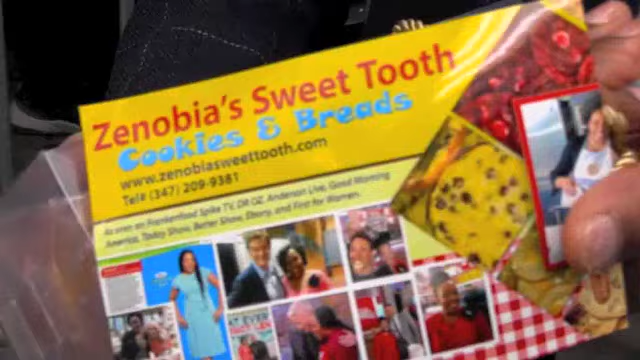 Zenobia's Sweet Tooth
Cookies & Breads
www.zenobiasweettooth.com
Tel# (347) 209-9381
As seen on Frankenfood Spike TV, DR OZ, Anderson Live, Good Morning
America, Today Show, Better Show, Ebony, and First for Women.